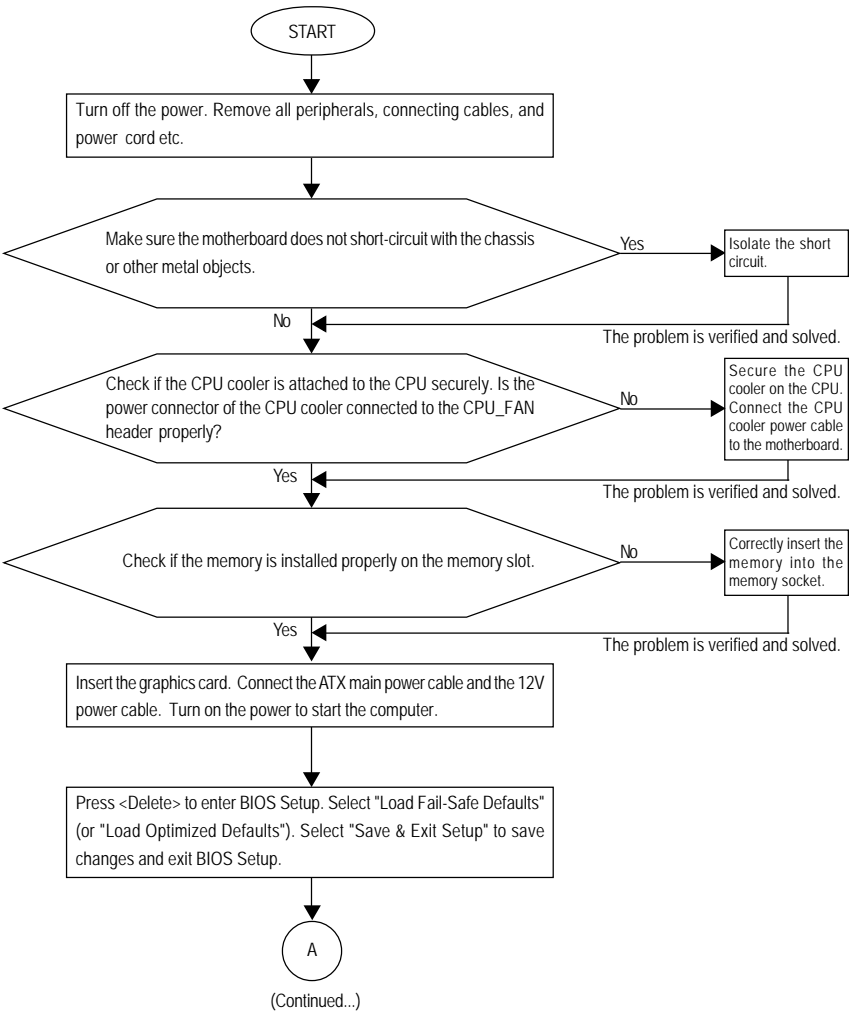 START
Turn off the power. Remove all peripherals, connecting cables, and
power cord etc.
Make sure the motherboard does not short-circuit with the chassis
or other metal objects.
Yes
Isolate the short
circuit.
No
The problem is verified and solved.
Check if the CPU cooler is attached to the CPU securely. Is the
power connector of the CPU cooler connected to the CPU_FAN
header properly?
No
Secure the CPU
cooler on the CPU.
Connect the CPU
cooler power cable
to the motherboard.
Yes
The problem is verified and solved.
Check if the memory is installed properly on the memory slot.
No
Correctly insert the
memory into the
memory socket.
Yes
The problem is verified and solved.
Insert the graphics card. Connect the ATX main power cable and the 12V
power cable. Turn on the power to start the computer.
Press <Delete> to enter BIOS Setup. Select "Load Fail-Safe Defaults"
(or "Load Optimized Defaults"). Select "Save & Exit Setup" to save
changes and exit BIOS Setup.
A
(Continued...)